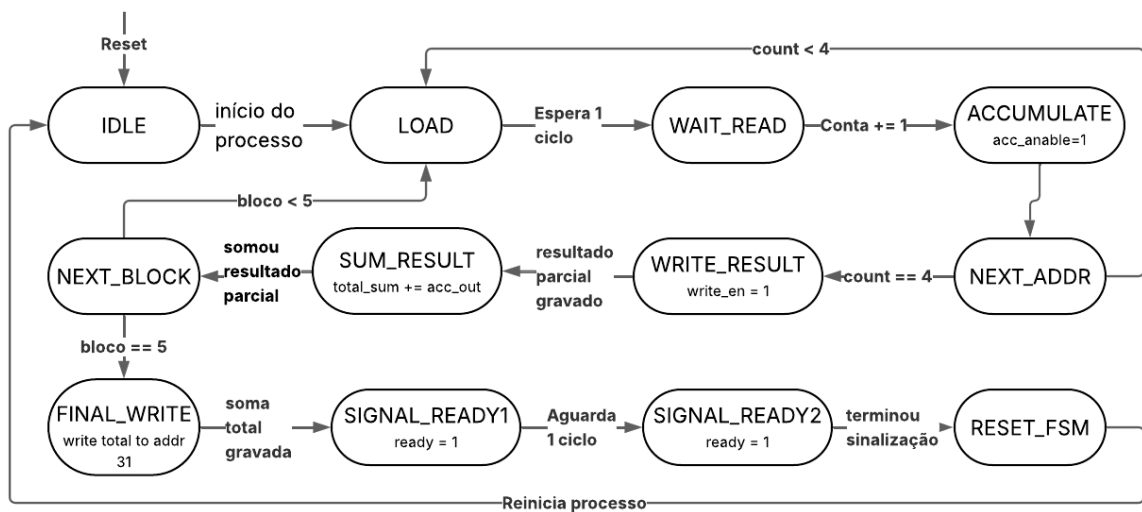 Reset
count < 4
IDLE
início do
processo
LOAD
Espera 1
ciclo
WAIT_READ
Conta += 1
ACCUMULATE
acc_anable=1
bloco < 5
NEXT_BLOCK
somou
resultado
parcial
SUM_RESULT
total_sum += acc_out
resultado
parcial
gravado
WRITE_RESULT
write_en = 1
count == 4
NEXT_ADDR
bloco == 5
FINAL_WRITE
write total to addr
31
soma
total
gravada
SIGNAL_READY1
ready = 1
Aguarda
1 ciclo
SIGNAL_READY2
ready = 1
terminou
sinalização
RESET_FSM
Reinicia processo